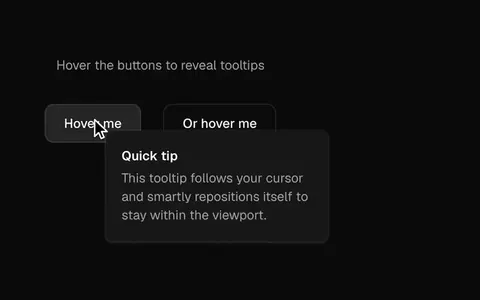 Hover the buttons to reveal tooltips
Hover me
Or hover me
Quick tip
This tooltip follows your cursor
and smartly repositions itself to
stay within the viewport.